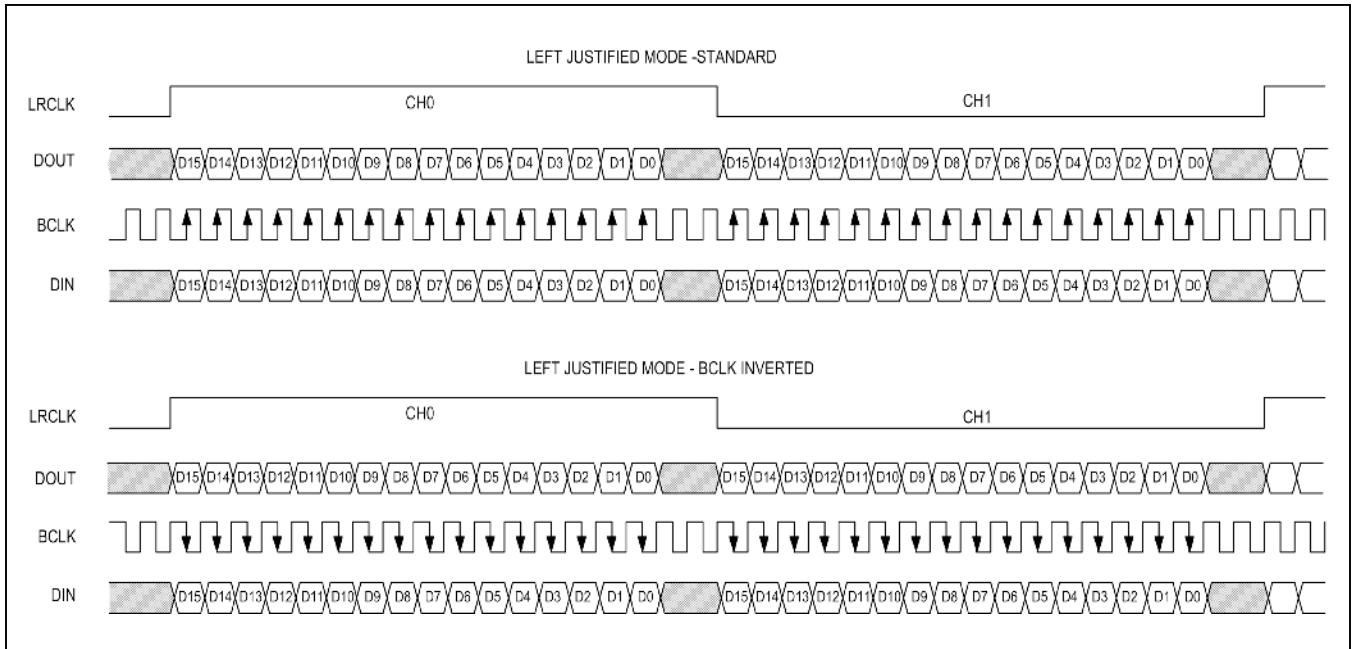 LEFT JUSTIFIED MODE -STANDARD
LRCLK CH0 CH1
DOUT D15 D14 D13 D12 D11 D10 D9 D8 D7 D6 D5 D4 D3 D2 D1 D0 D15 D14 D13 D12 D11 D10 D9 D8 D7 D6 D5 D4 D3 D2 D1 D0
BCLK
DIN D15 D14 D13 D12 D11 D10 D9 D8 D7 D6 D5 D4 D3 D2 D1 D0 D15 D14 D13 D12 D11 D10 D9 D8 D7 D6 D5 D4 D3 D2 D1 D0
LEFT JUSTIFIED MODE - BCLK INVERTED
LRCLK CH0 CH1
DOUT D15 D14 D13 D12 D11 D10 D9 D8 D7 D6 D5 D4 D3 D2 D1 D0 D15 D14 D13 D12 D11 D10 D9 D8 D7 D6 D5 D4 D3 D2 D1 D0
BCLK
DIN D15 D14 D13 D12 D11 D10 D9 D8 D7 D6 D5 D4 D3 D2 D1 D0 D15 D14 D13 D12 D11 D10 D9 D8 D7 D6 D5 D4 D3 D2 D1 D0